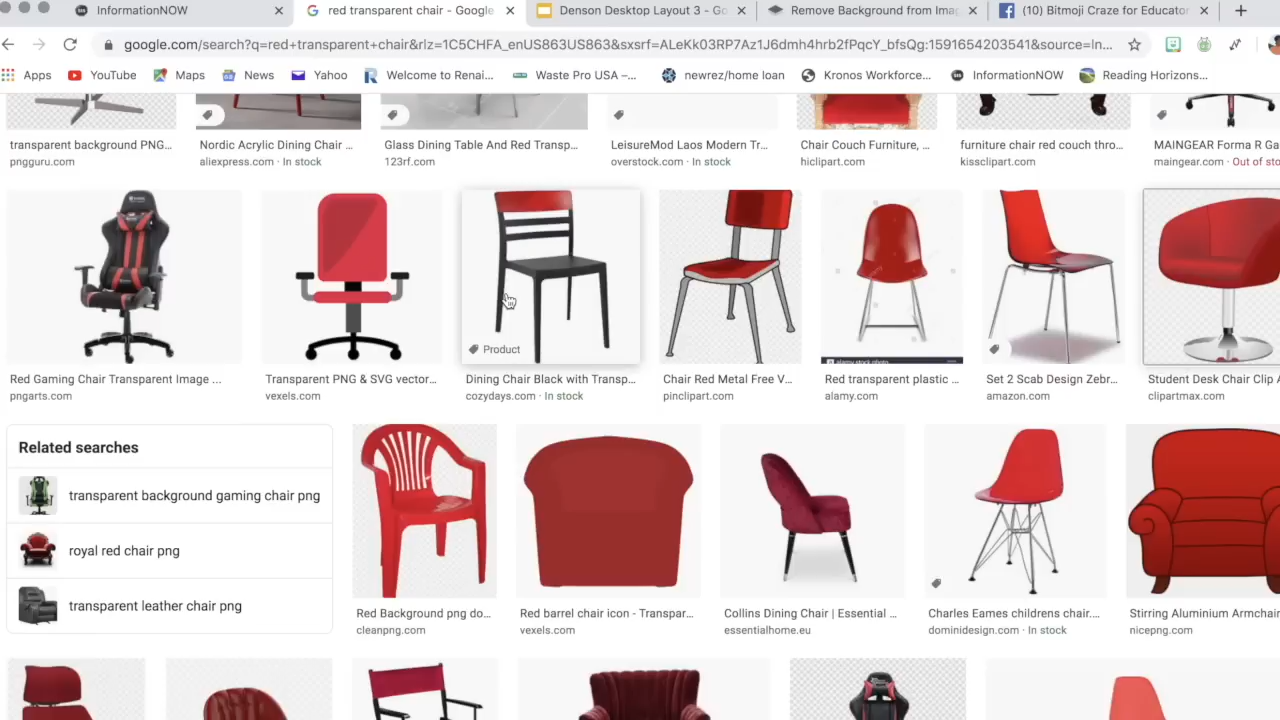 InformationNOW
red transparent chair - Google
Denson Desktop Layout 3 - Go
Remove Background from Imag
(10) Bitmoji Craze for Educator
google.com/search?q=red+transparent+chair&rlz=1C5CHFA_enUS863US863&sxsrf=ALeKk03RP7Az1J6dmh4hrb2fPqcY_bfsQg:1591654203541&source=ln...
Apps
YouTube
Maps
News
Yahoo
Welcome to Renai...
Waste Pro USA –...
newrez/home loan
Kronos Workforce...
InformationNOW
Reading Horizons...
transparent background PNG...
pngguru.com
Nordic Acrylic Dining Chair ...
aliexpress.com · In stock
Glass Dining Table And Red Transp...
123rf.com
LeisureMod Laos Modern Tr...
overstock.com · In stock
Chair Couch Furniture, ...
hiclipart.com
furniture chair red couch thro...
kissclipart.com
MAINGEAR Forma R Ga
maingear.com · Out of sto
Product
Red Gaming Chair Transparent Image ...
pngarts.com
Transparent PNG & SVG vector...
vexels.com
Dining Chair Black with Transp...
cozydays.com · In stock
Chair Red Metal Free V...
pinclipart.com
Red transparent plastic ...
alamy.com
Set 2 Scab Design Zebr...
amazon.com
Student Desk Chair Clip A
clipartmax.com
Related searches
transparent background gaming chair png
royal red chair png
transparent leather chair png
Red Background png do...
cleanpng.com
Red barrel chair icon - Transpar...
vexels.com
Collins Dining Chair | Essential ...
essentialhome.eu
Charles Eames childrens chair....
dominidesign.com · In stock
Stirring Aluminium Armchair
nicepng.com